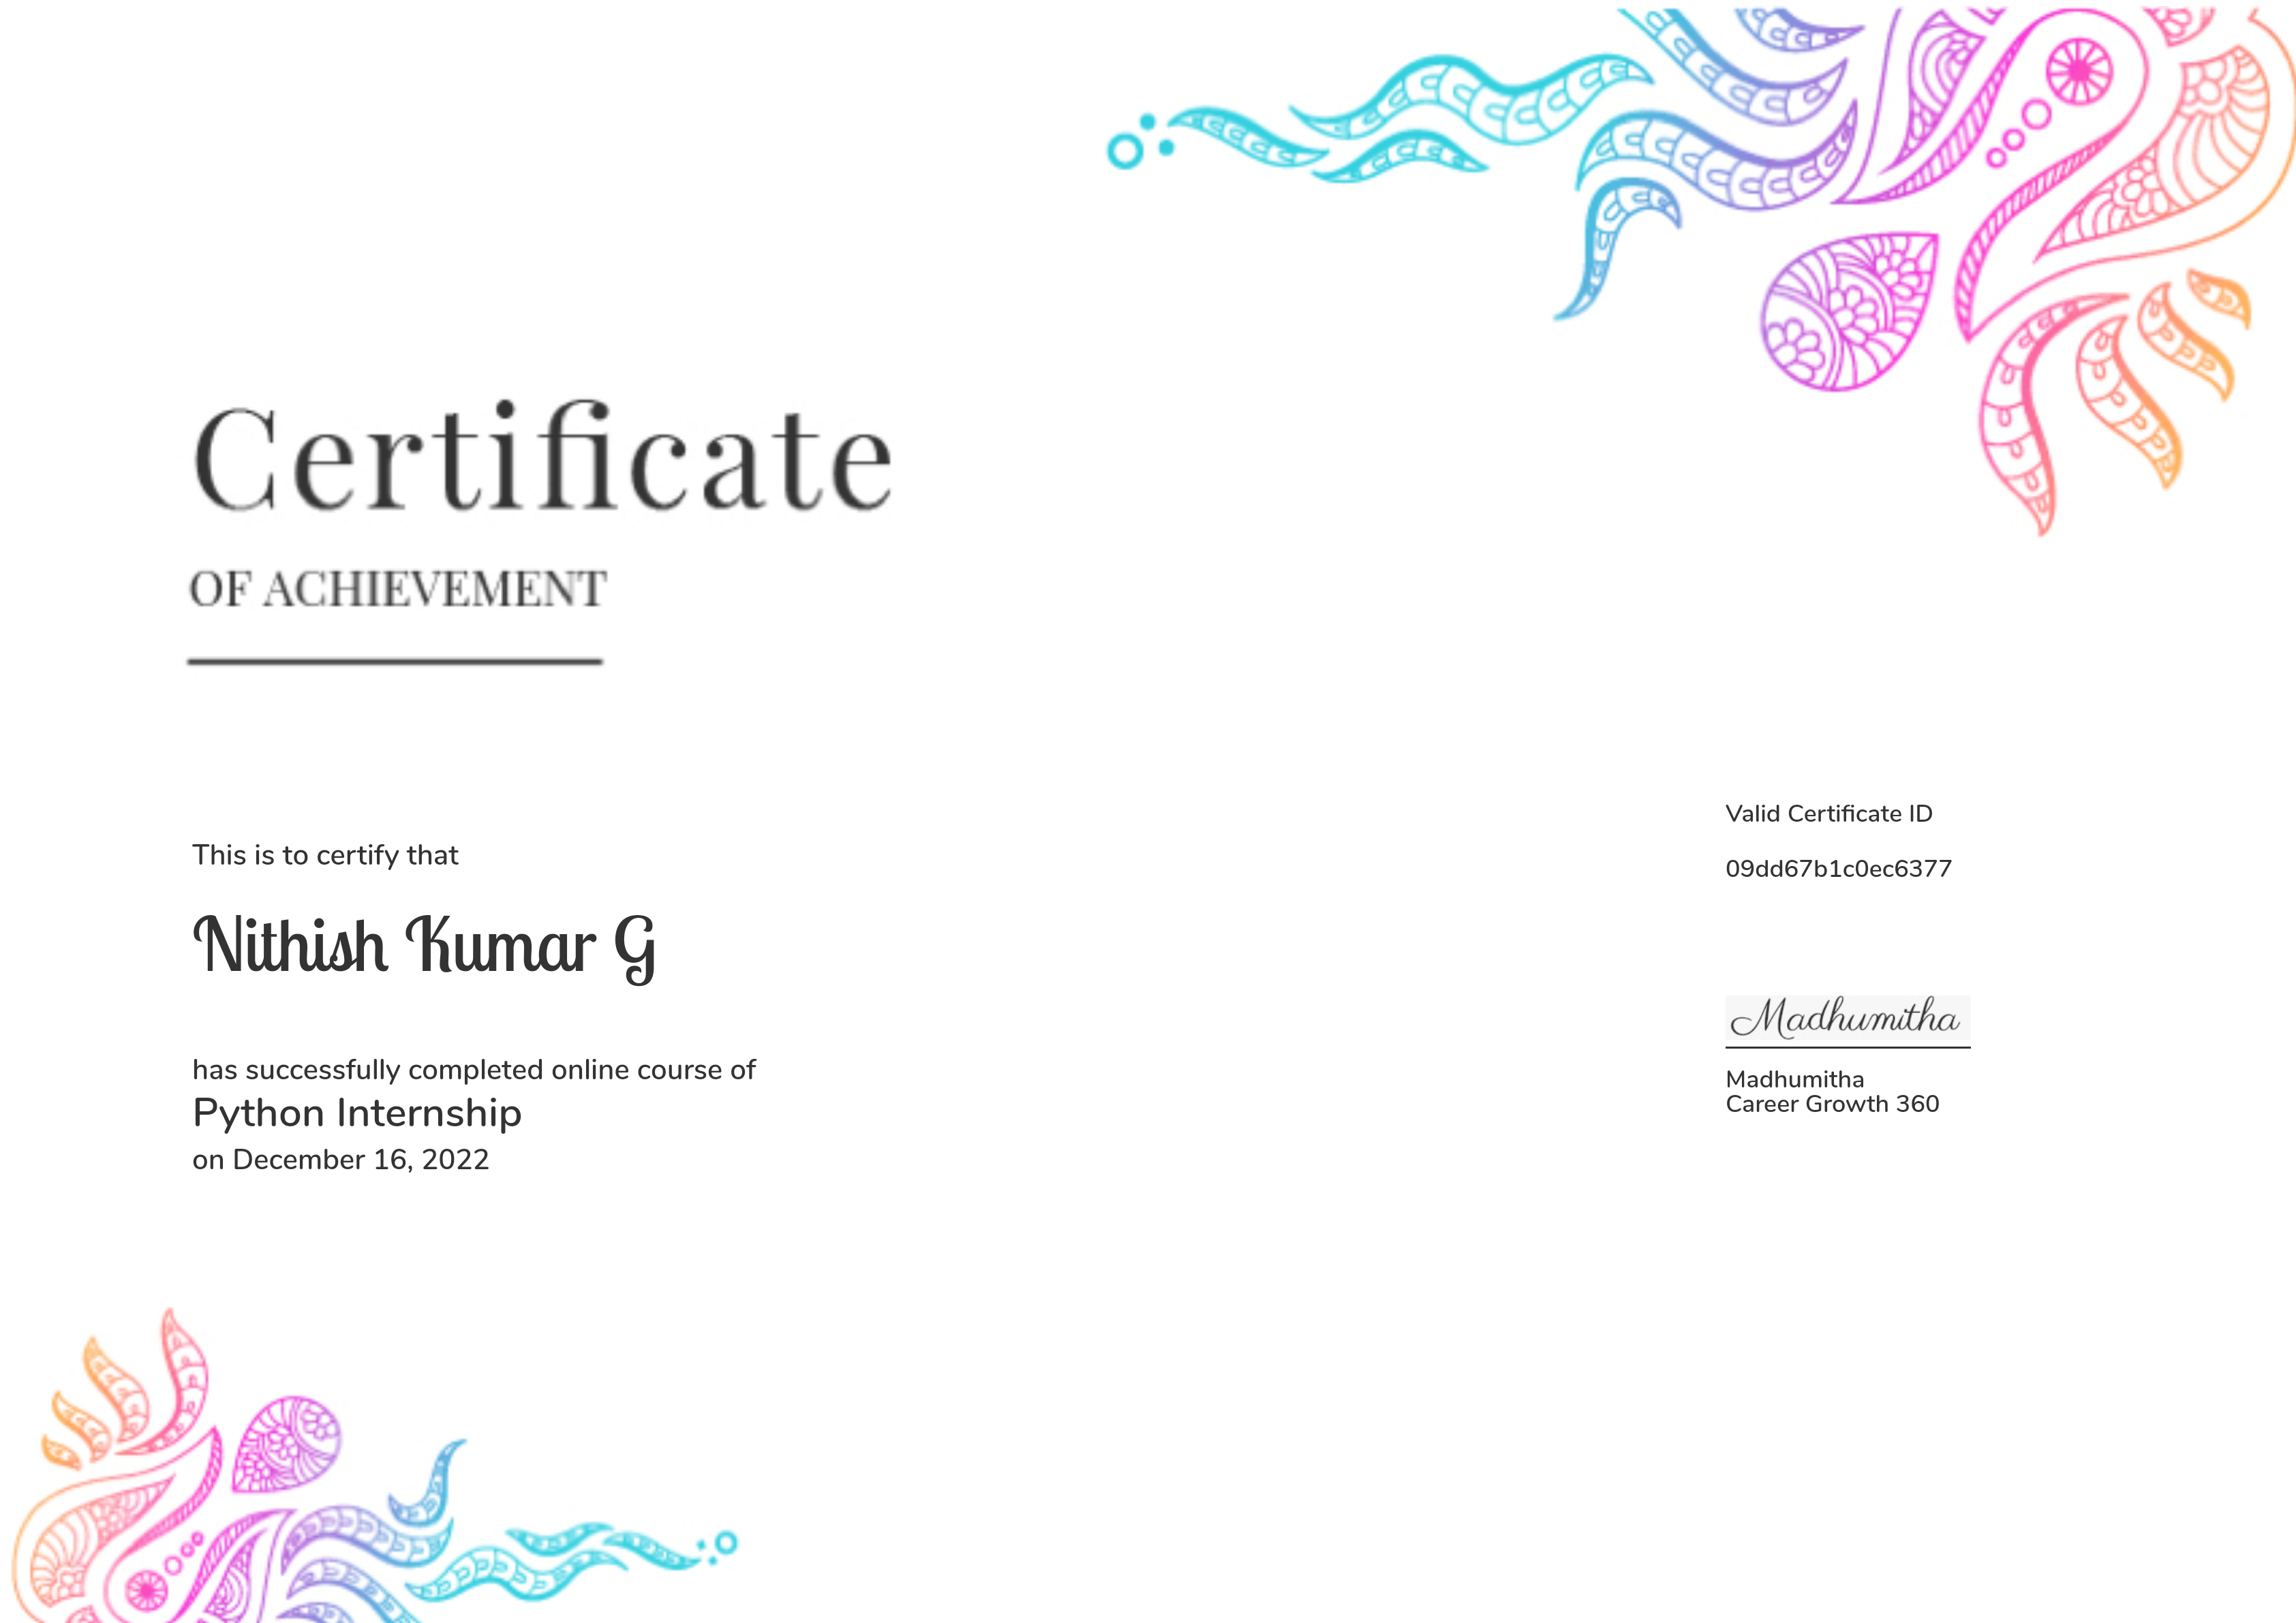 Certificate
OF ACHIEVEMENT
This is to certify that
Nithish Kumar G
has successfully completed online course of
Python Internship
on December 16, 2022
Valid Certificate ID
09dd67b1c0ec6377
Madhumitha
Madhumitha
Career Growth 360